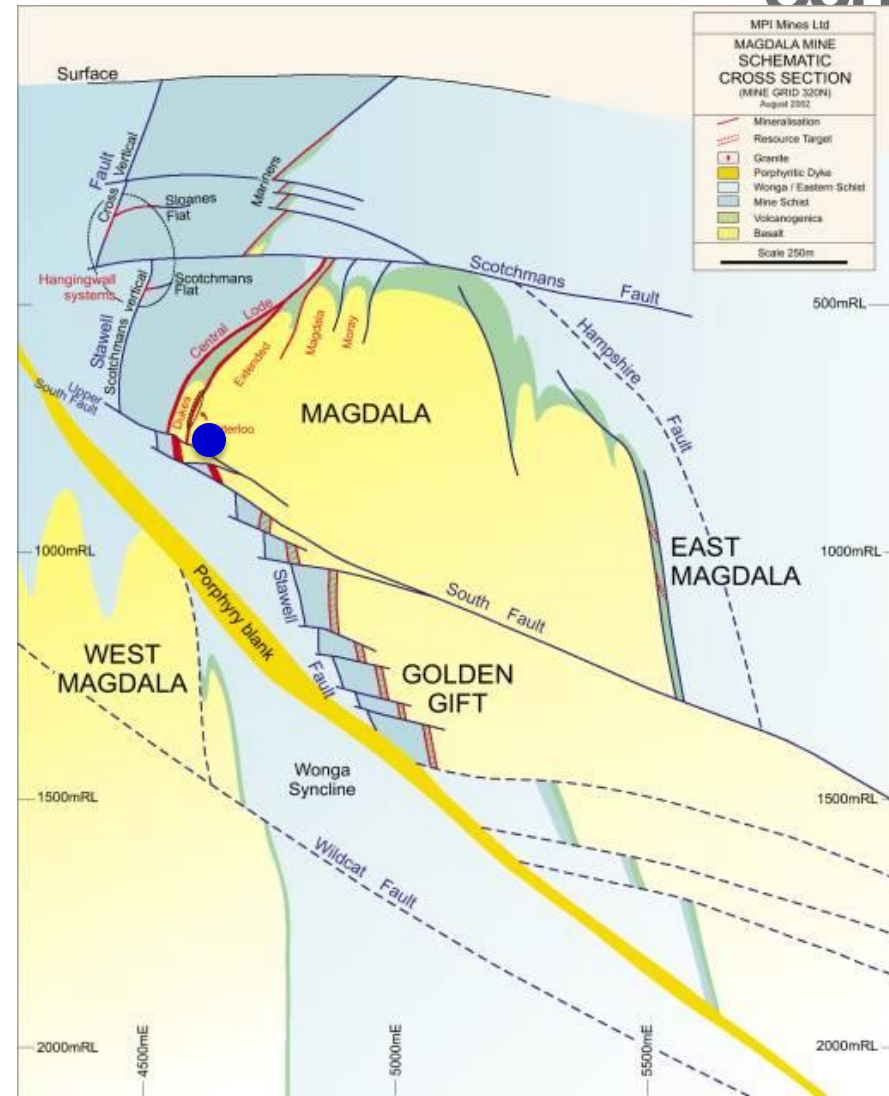 MPI Mines Ltd
MAGDALA MINE
SCHEMATIC
CROSS SECTION
(MINE GRID 320N)
August 2002
Mineralisation
Resource Target
Granite
Porphyritic Dyke
Wonga / Eastern Schist
Mine Schist
Volcanogenics
Basalt
Scale 250m
Surface
Fault
Cross Vertical
Sloanes
Flat
Mariners
Hangingwall
systems
Scotchmans
Flat
Scotchmans vertical
Stawell
Scotchmans Fault
500mRL
500mRL
Hampshire Fault
Central Lode
Extended
Magdala
Moray
Dukes
Upper
South Fault
MAGDALA
1000mRL
1000mRL
EAST
MAGDALA
Porphyry blank
Stawell Fault
South Fault
WEST
MAGDALA
GOLDEN
GIFT
Wonga
Syncline
1500mRL
1500mRL
Wildcat Fault
2000mRL
2000mRL
4500mE
5000mE
5500mE